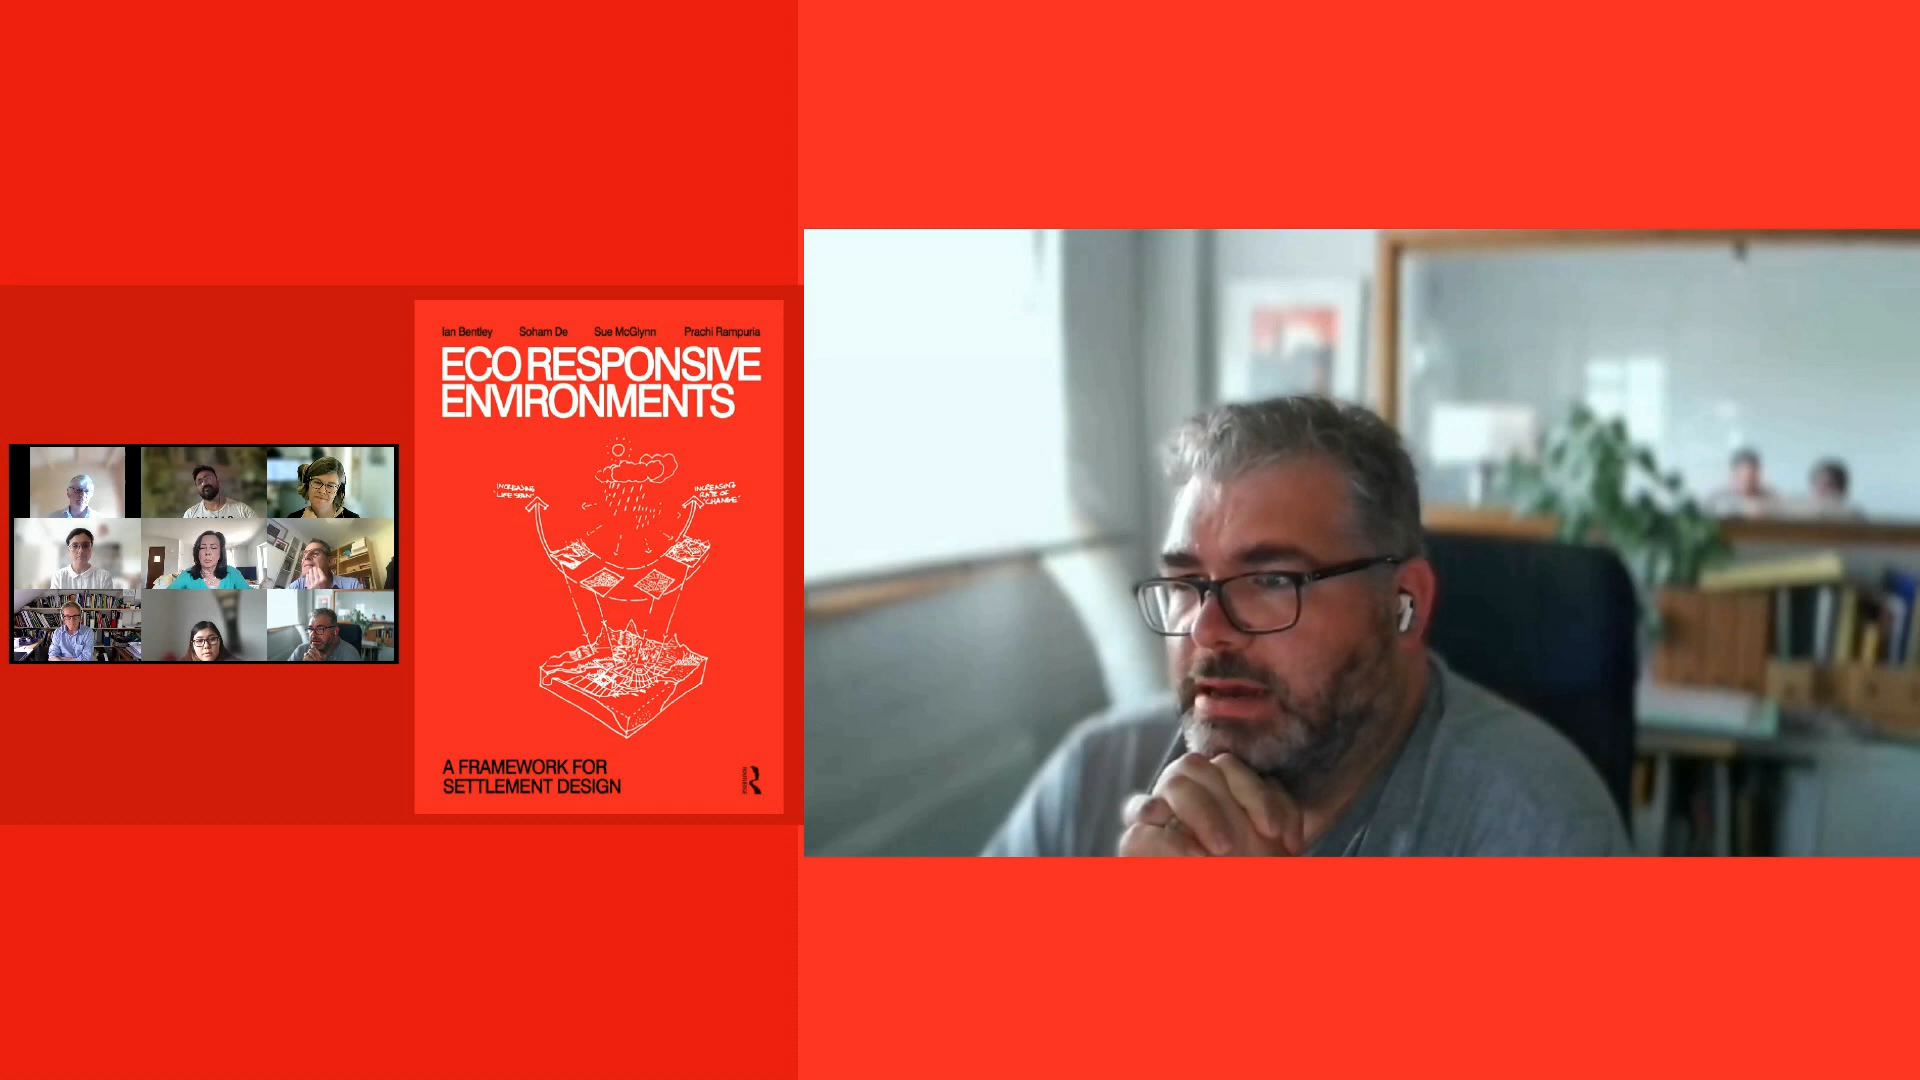 Ian Bentley Soham De Sue McGlynn Prachi Rampuria
ECO RESPONSIVE
ENVIRONMENTS
INCREASING
"LIFE SPAN"
INCREASING
RATE OF
"CHANGE"
A FRAMEWORK FOR
SETTLEMENT DESIGN
ROUTLEDGE